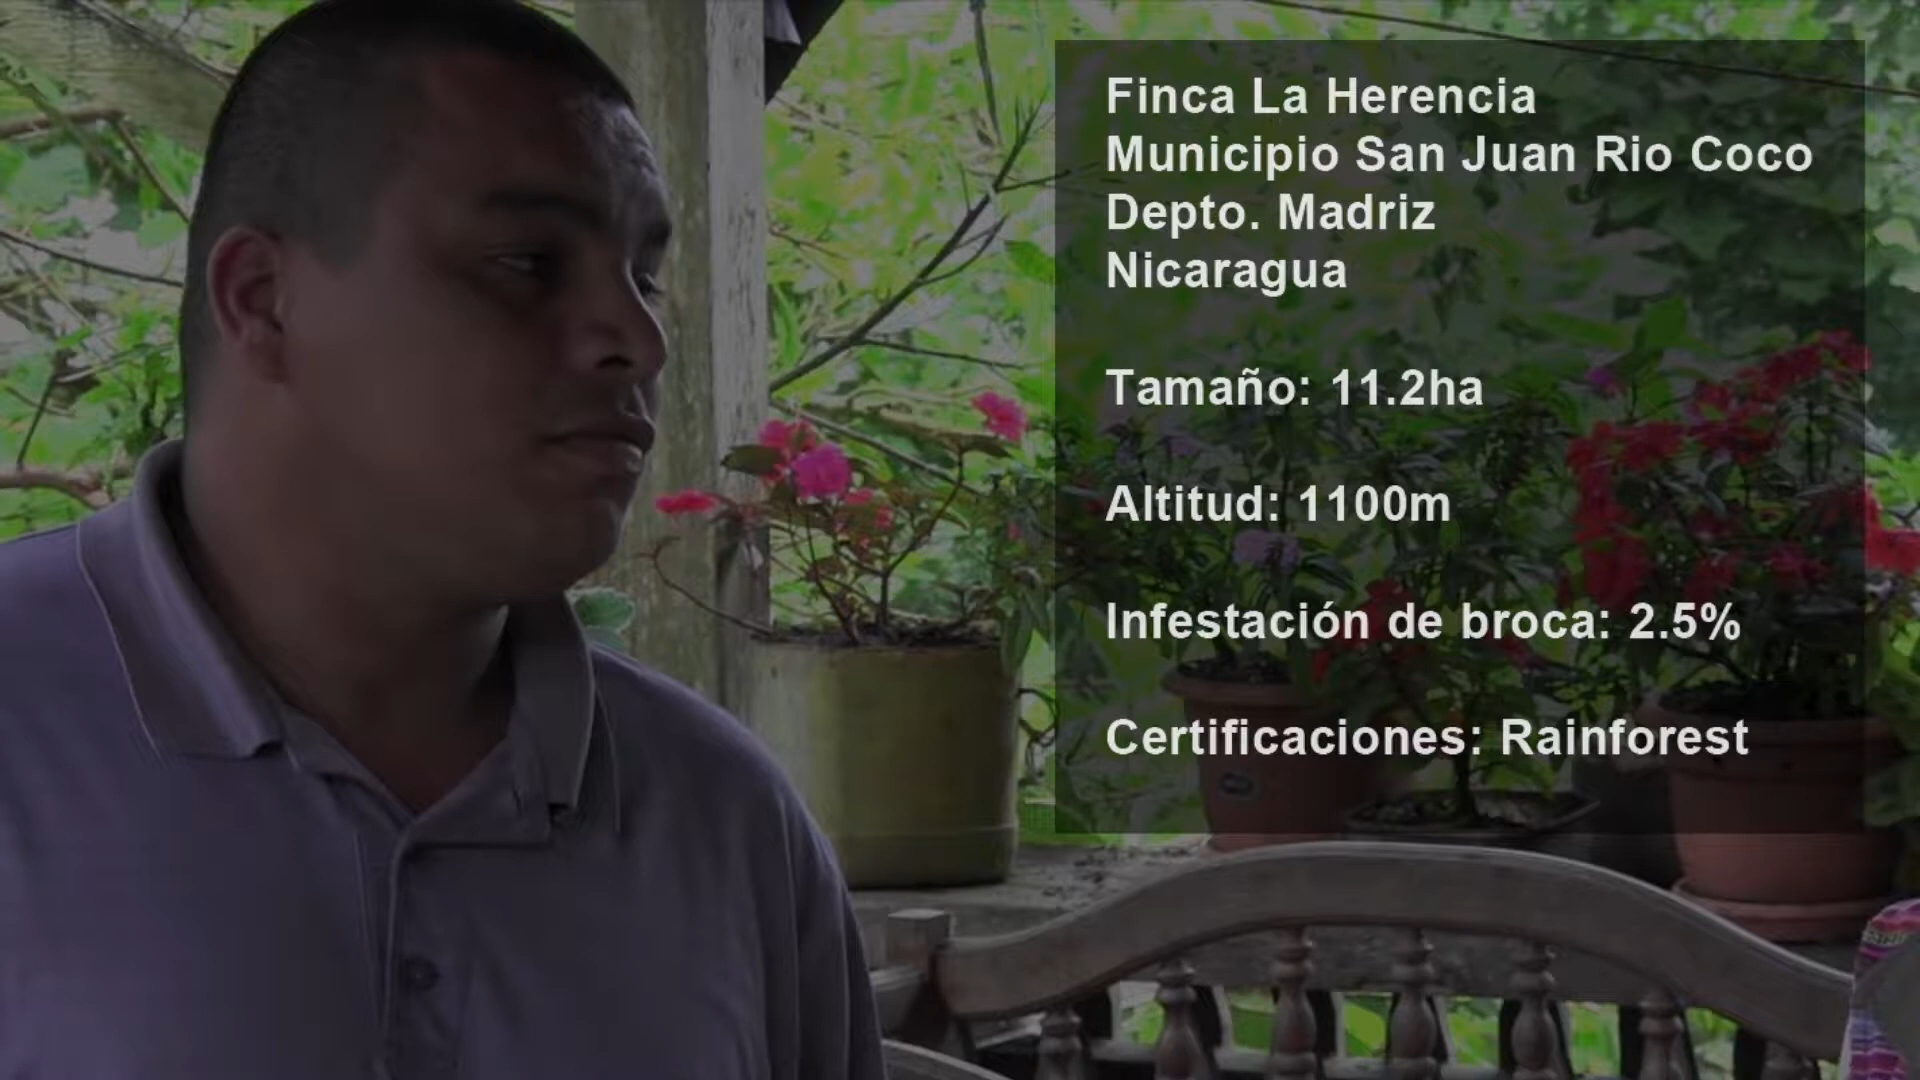 Finca La Herencia
Municipio San Juan Rio Coco
Depto. Madriz
Nicaragua
Tamaño: 11.2ha
Altitud: 1100m
Infestación de broca: 2.5%
Certificaciones: Rainforest